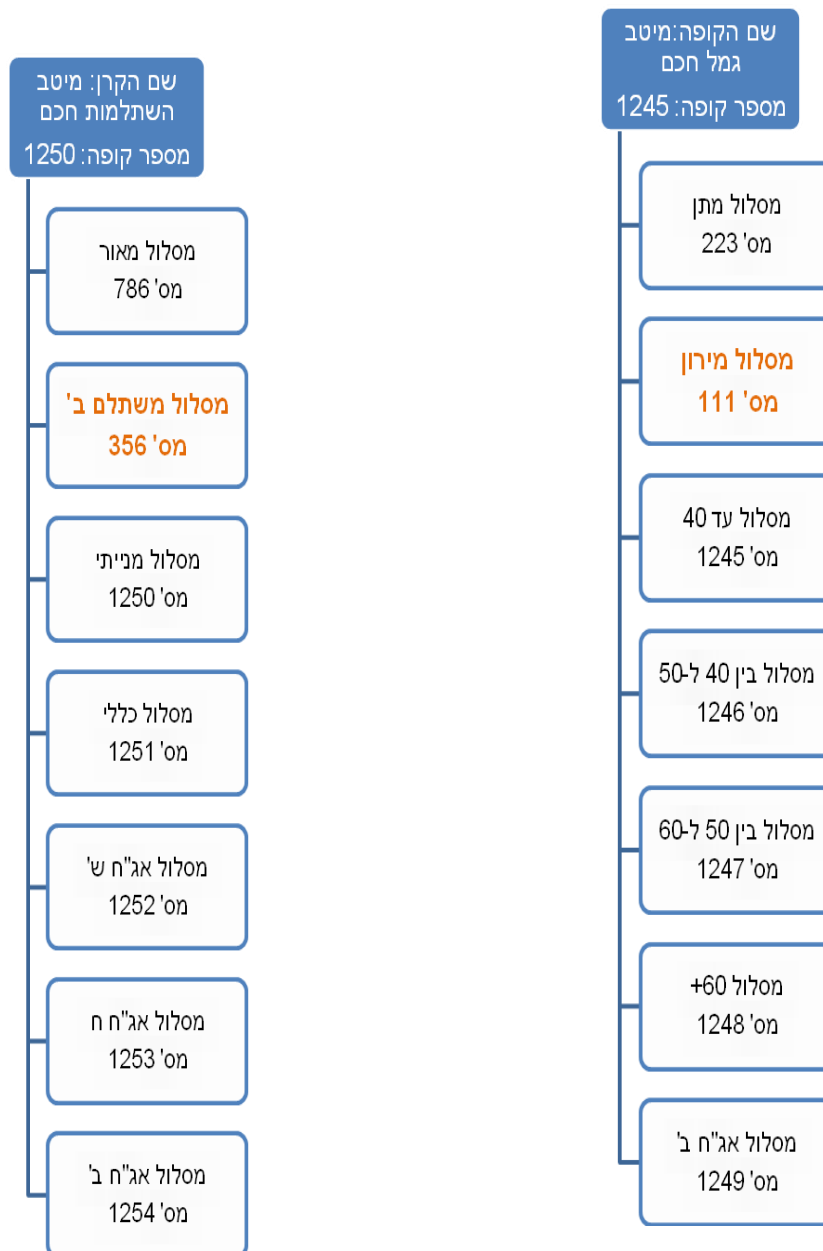 שם הקופה:מיטב
גמל חכם
מספר קופה: 1245
מסלול מתן
מס' 223
מסלול מירון
מס' 111
מסלול עד 40
מס' 1245
מסלול בין 40 ל-50
מס' 1246
מסלול בין 50 ל-60
מס' 1247
מסלול 60+
מס' 1248
מסלול אג"ח ב'
מס' 1249
שם הקרן: מיטב
השתלמות חכם
מספר קופה: 1250
מסלול מאור
מס' 786
מסלול משתלם ב'
מס' 356
מסלול מנייתי
מס' 1250
מסלול כללי
מס' 1251
מסלול אג"ח ש'
מס' 1252
מסלול אג"ח ח
מס' 1253
מסלול אג"ח ב'
מס' 1254